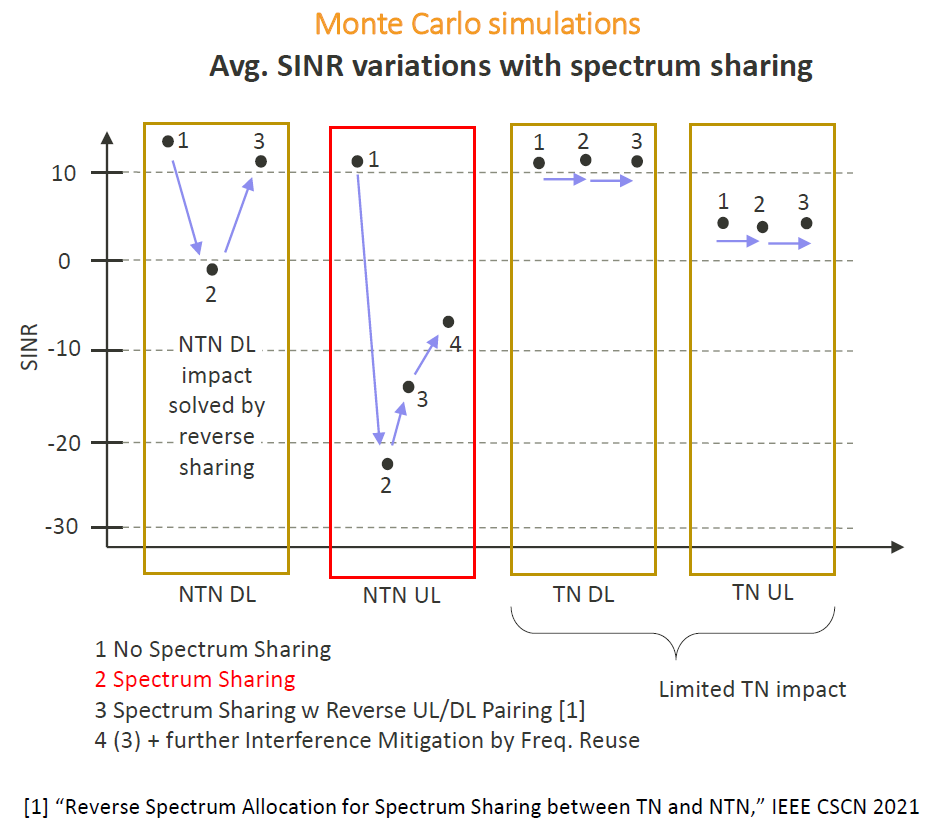 Monte Carlo simulations
Avg. SINR variations with spectrum sharing
SINR
10
0
-10
-20
-30
1
2
3
NTN DL
impact
solved by
reverse
sharing
1
2
3
4
1 2 3
1 2 3
NTN DL
NTN UL
TN DL
TN UL
Limited TN impact
1 No Spectrum Sharing
2 Spectrum Sharing
3 Spectrum Sharing w Reverse UL/DL Pairing [1]
4 (3) + further Interference Mitigation by Freq. Reuse
[1] “Reverse Spectrum Allocation for Spectrum Sharing between TN and NTN,” IEEE CSCN 2021